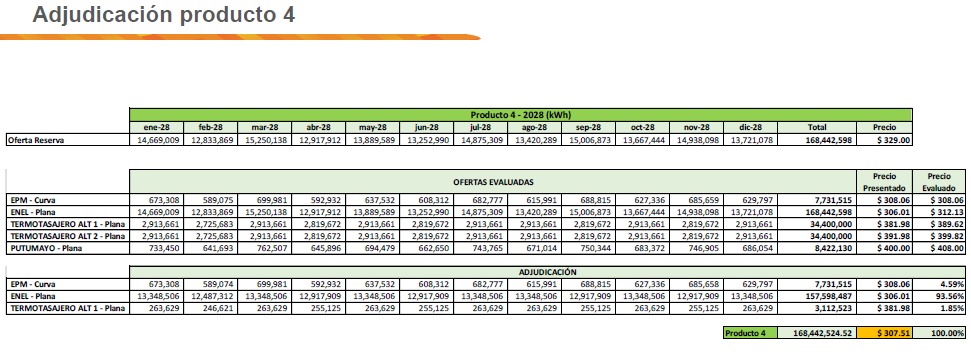 Adjudicación producto 4
Producto 4 - 2028 (kWh)
ene-28 feb-28 mar-28 abr-28 may-28 jun-28 jul-28 ago-28 sep-28 oct-28 nov-28 dic-28 Total Precio
Oferta Reserva 14,669,009 12,833,869 15,250,138 12,917,912 13,889,589 13,252,990 14,875,309 13,420,289 15,006,873 13,667,444 14,938,098 13,721,078 168,442,598 $ 329.00
OFERTAS EVALUADAS Precio Presentado Precio Evaluado
EPM - Curva 673,308 589,075 699,981 592,932 637,532 608,312 682,777 615,991 688,815 627,336 685,659 629,797 7,731,515 $ 308.06 $ 308.06
ENEL - Plana 14,669,009 12,833,869 15,250,138 12,917,912 13,889,589 13,252,990 14,875,13 13,420,289 15,006,873 13,667,444 14,938,098 13,721,078 168,442,598 $ 306.01 $ 312.13
TERMOTASAJERO ALT 1 - Plana 2,913,661 2,725,683 2,913,661 2,819,672 2,913,661 2,819,672 2,913,661 2,913,661 2,819,672 2,913,661 2,819,672 2,913,661 34,400,000 $ 381.98 $ 389.62
TERMOTASAJERO ALT 2 - Plana 2,913,661 2,725,683 2,913,661 2,819,672 2,913,661 2,819,672 2,913,661 2,913,661 2,819,672 2,913,661 2,819,672 2,913,661 34,400,000 $ 391.98 $ 399.82
PUTUMAYO - Plana 733,450 641,693 762,507 645,896 694,479 662,650 743,765 671,014 750,344 683,372 746,905 686,054 8,422,130 $ 400.00 $ 408.00
ADJUDICACIÓN
EPM - Curva 673,308 589,074 699,981 592,932 637,532 608,312 682,777 615,991 688,815 627,334 685,658 629,797 7,731,515 $ 308.06 4.59%
ENEL - Plana 13,348,506 12,487,312 13,348,506 12,917,909 13,348,506 12,917,909 13,348,506 13,348,506 12,917,909 13,348,506 12,917,909 13,348,506 157,598,487 $ 306.01 93.56%
TERMOTASAJERO ALT 1 - Plana 263,629 246,621 263,629 255,125 263,629 255,125 263,629 263,629 255,125 263,629 255,125 263,629 3,112,523 $ 381.98 1.85%
Producto 4 168,442,524.52 $ 307.51 100.00%